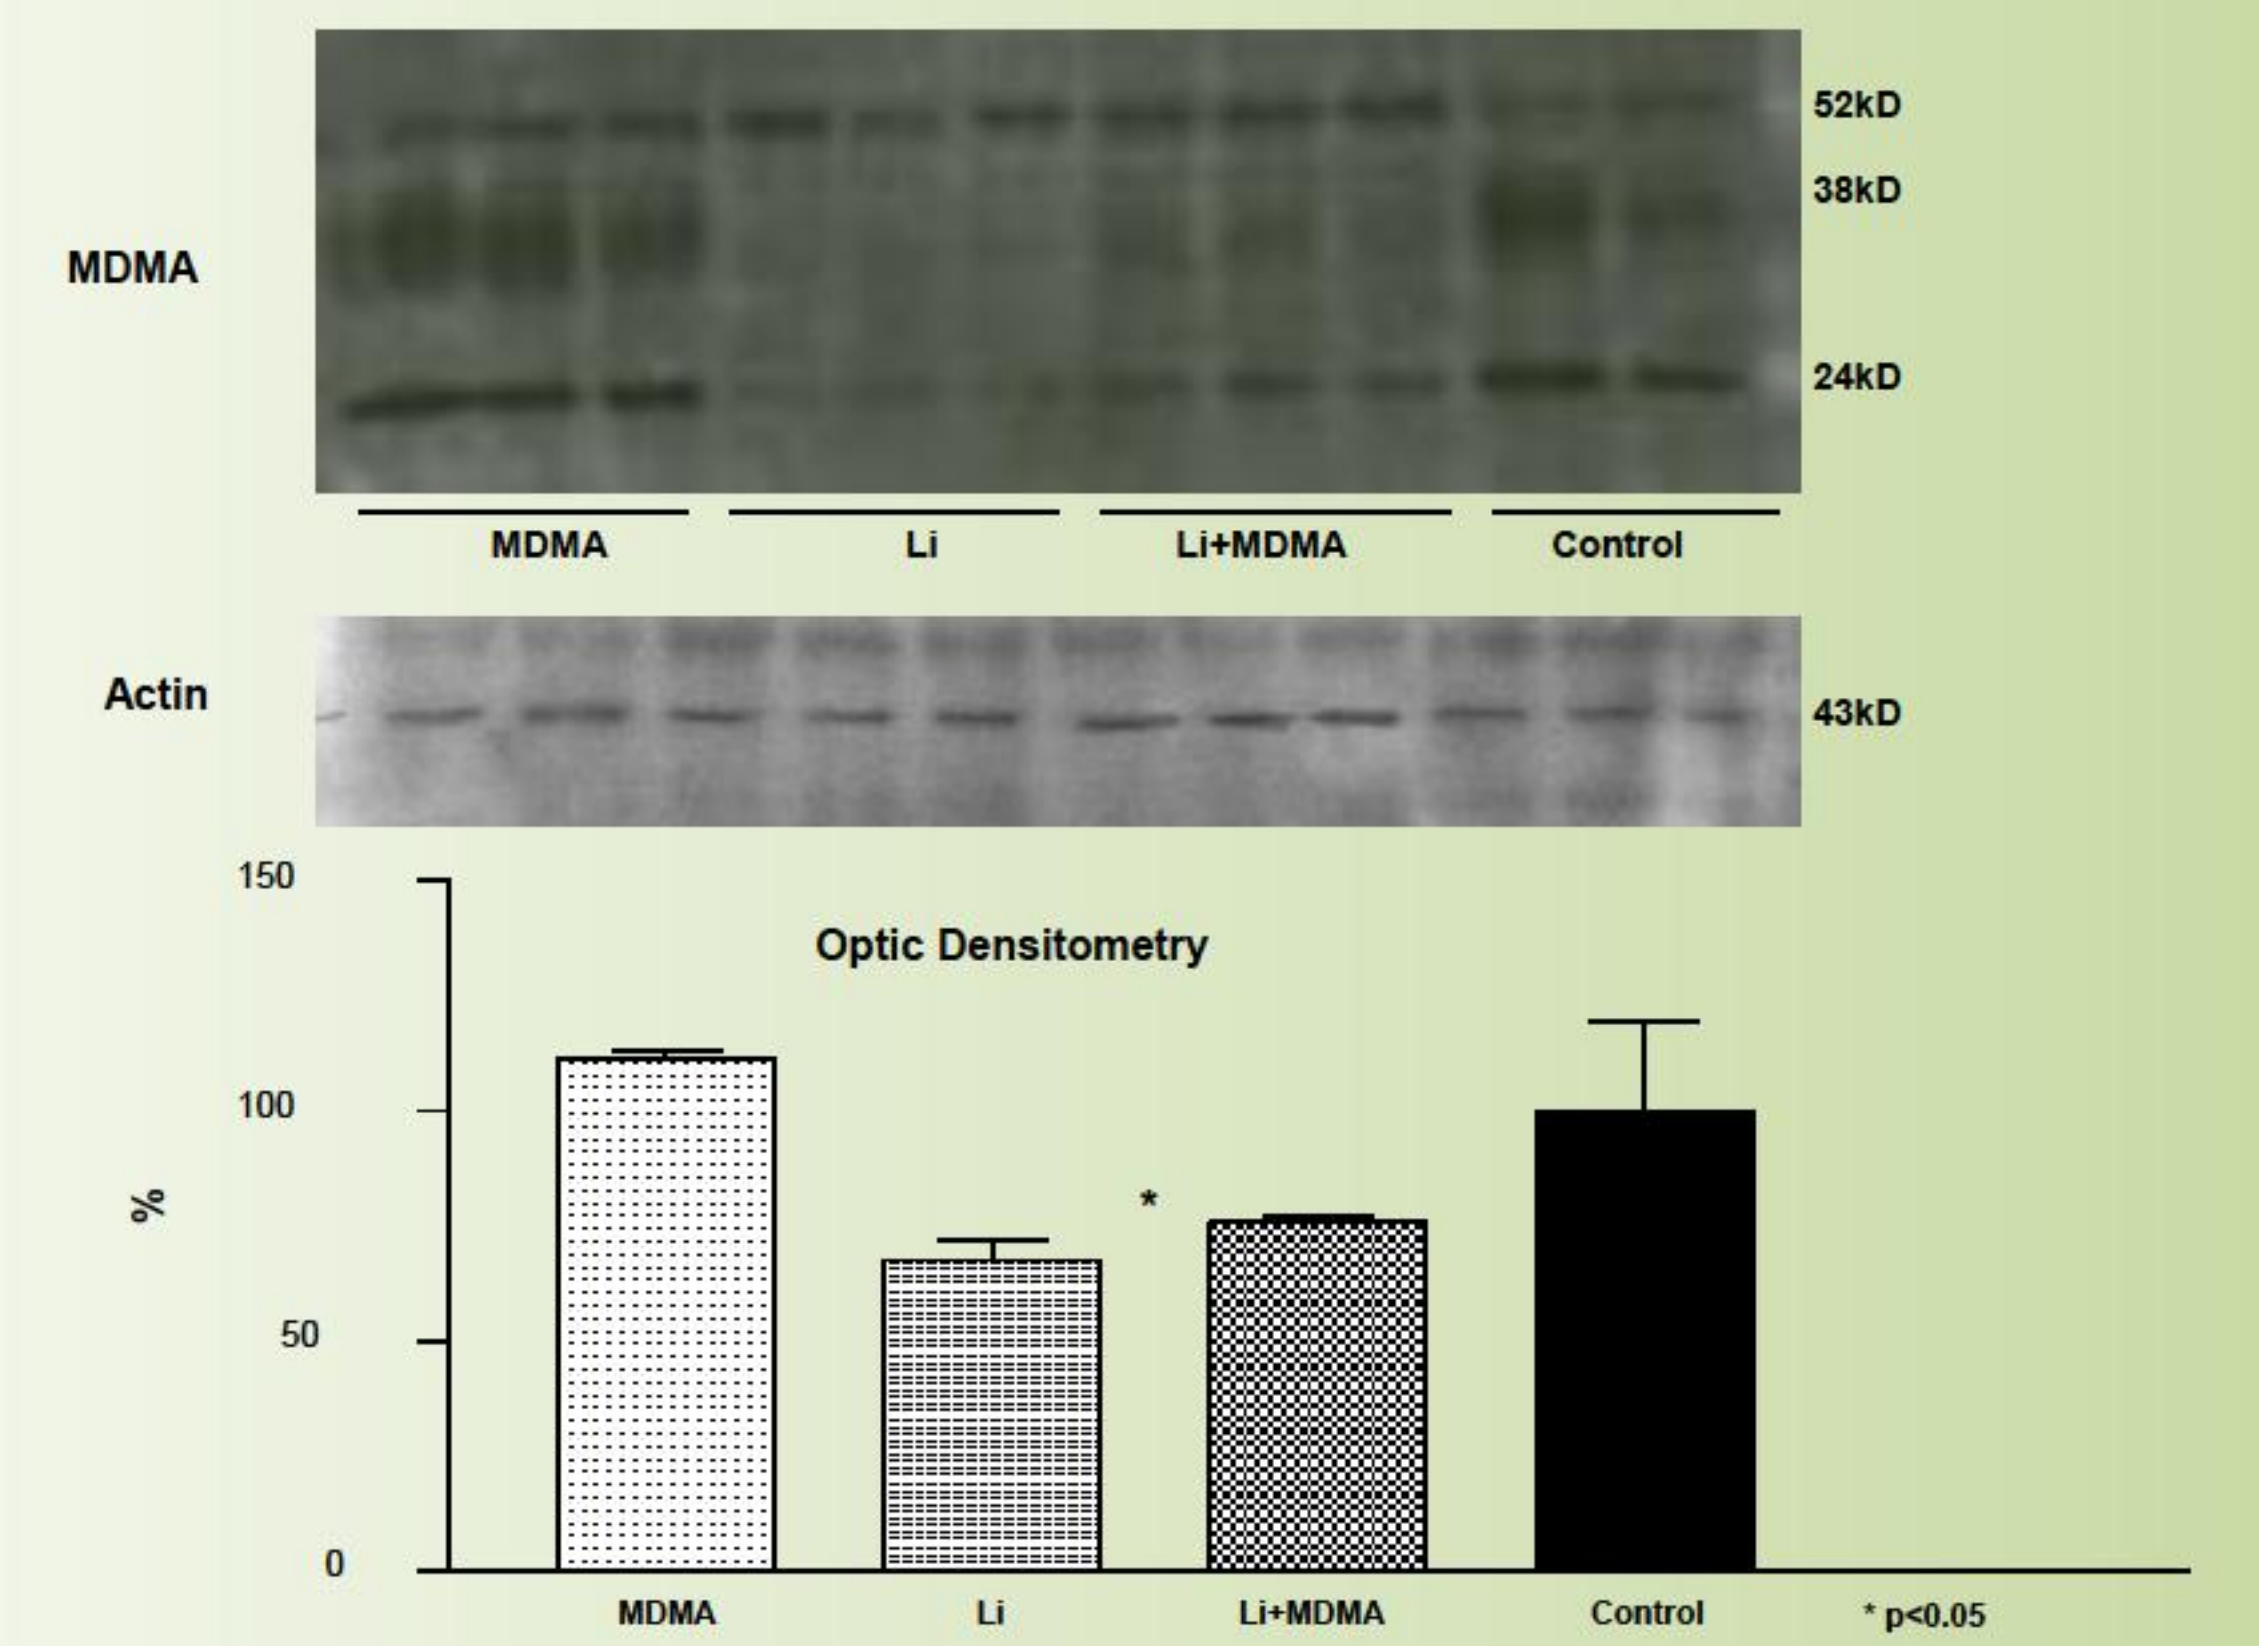 52kD
38kD
MDMA
24kD
MDMA Li Li+MDMA Control
Actin
43kD
150
Optic Densitometry
100
*
%
50
0
MDMA Li Li+MDMA Control * p<0.05